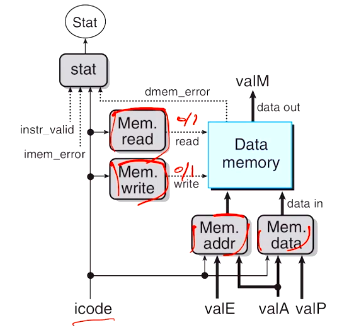 Stat
stat
dmem_error
valM
instr_valid
data out
imem_error
Mem. read
0/1
read
Data memory
Mem. write
0/1
write
data in
Mem. addr
Mem. data
icode
valE
valA
valP